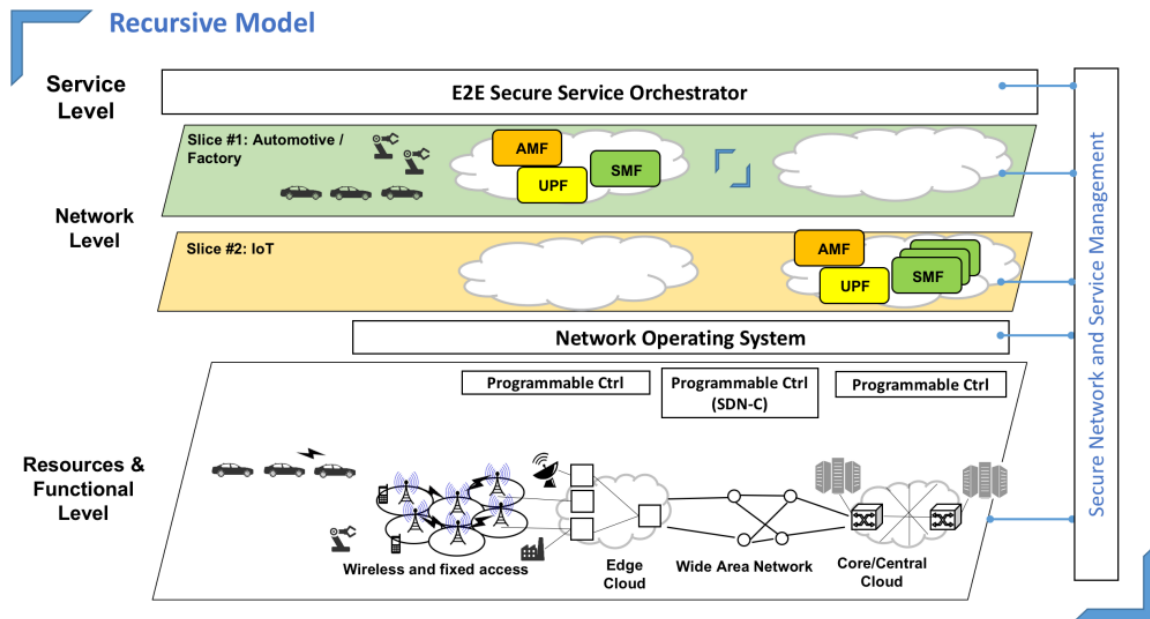 Recursive Model
Service
Level
E2E Secure Service Orchestrator
Slice #1: Automotive /
Factory
AMF
UPF
SMF
Network
Level
Slice #2: IoT
AMF
UPF
SMF
Network Operating System
Programmable Ctrl
Programmable Ctrl
(SDN-C)
Programmable Ctrl
Resources &
Functional
Level
Wireless and fixed access
Edge
Cloud
Wide Area Network
Core/Central
Cloud
Secure Network and Service Management